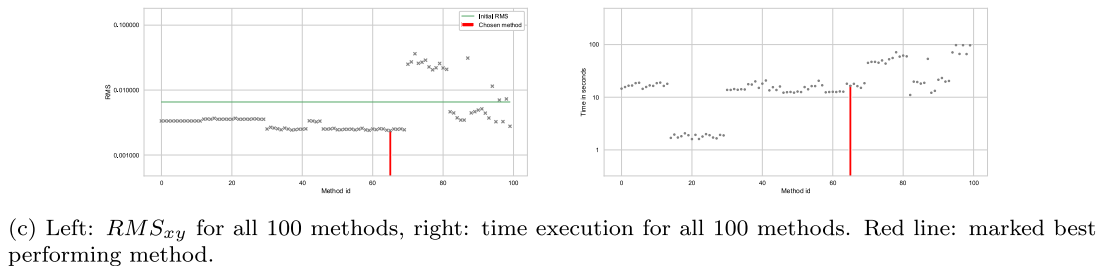 0.100000
0.010000
0.001000
RMS
0 20 40 60 80 100
Method id
Initial RMS
Chosen method
100
10
1
Time in seconds
0 20 40 60 80 100
Method id
(c) Left: RMSxy for all 100 methods, right: time execution for all 100 methods. Red line: marked best
performing method.